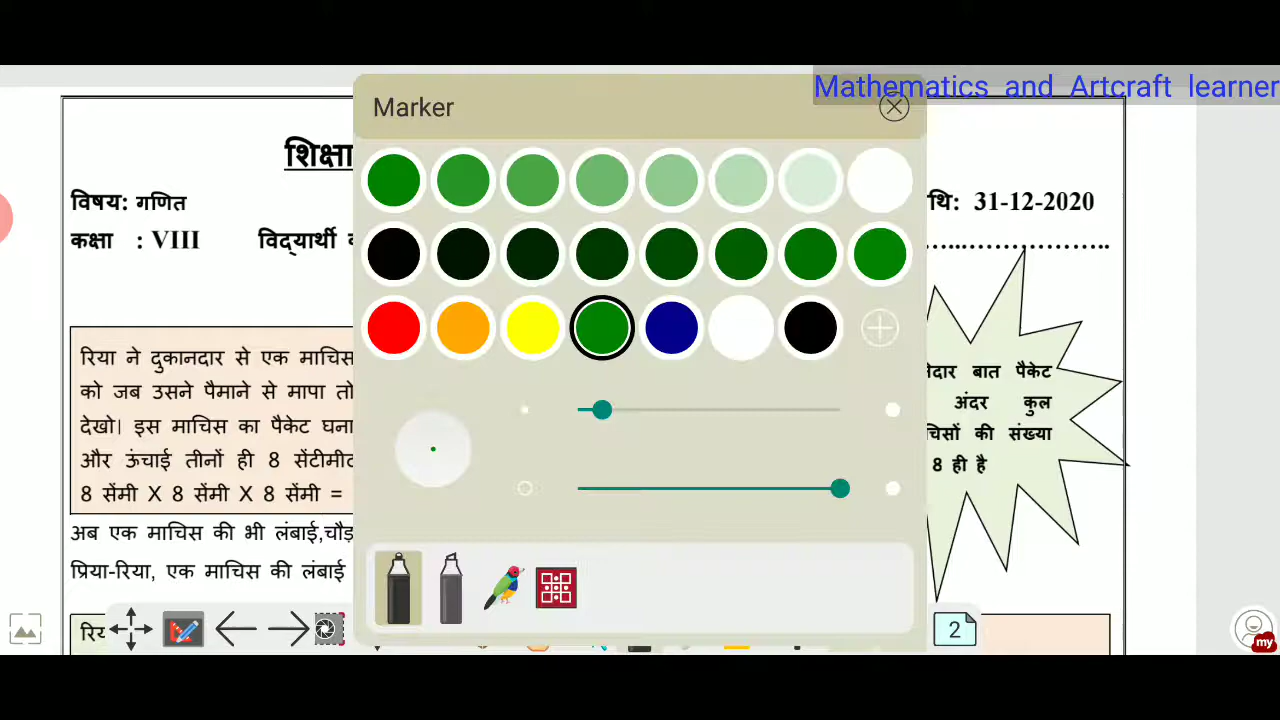 Mathematics and Artcraft learner
Marker
शिक्षा
विषय: गणित
थि: 31-12-2020
कक्षा : VIII विद्यार्थी
रिया ने दुकानदार से एक माचिस
को जब उसने पैमाने से मापा तो
देखो। इस माचिस का पैकेट घना
और ऊंचाई तीनों ही 8 सेंटीमीट
8 सेंमी X 8 सेंमी X 8 सेंमी =
अब एक माचिस की भी लंबाई,चौड़
प्रिया-रिया, एक माचिस की लंबाई
बात पैकेट
अंदर कुल
चिसों की संख्या
8 ही है
रि
2
my